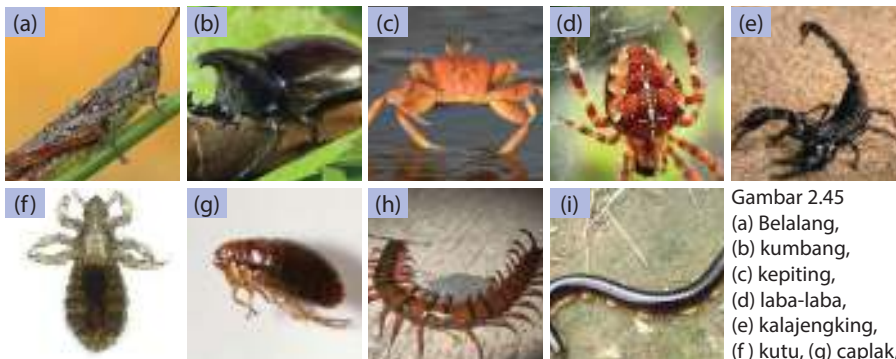 (a)
(b)
(c)
(d)
(e)
(f)
(g)
(h)
(i)
Gambar 2.45
(a) Belalang,
(b) kumbang,
(c) kepiting,
(d) laba-laba,
(e) kalajengking,
(f) kutu, (g) caplak